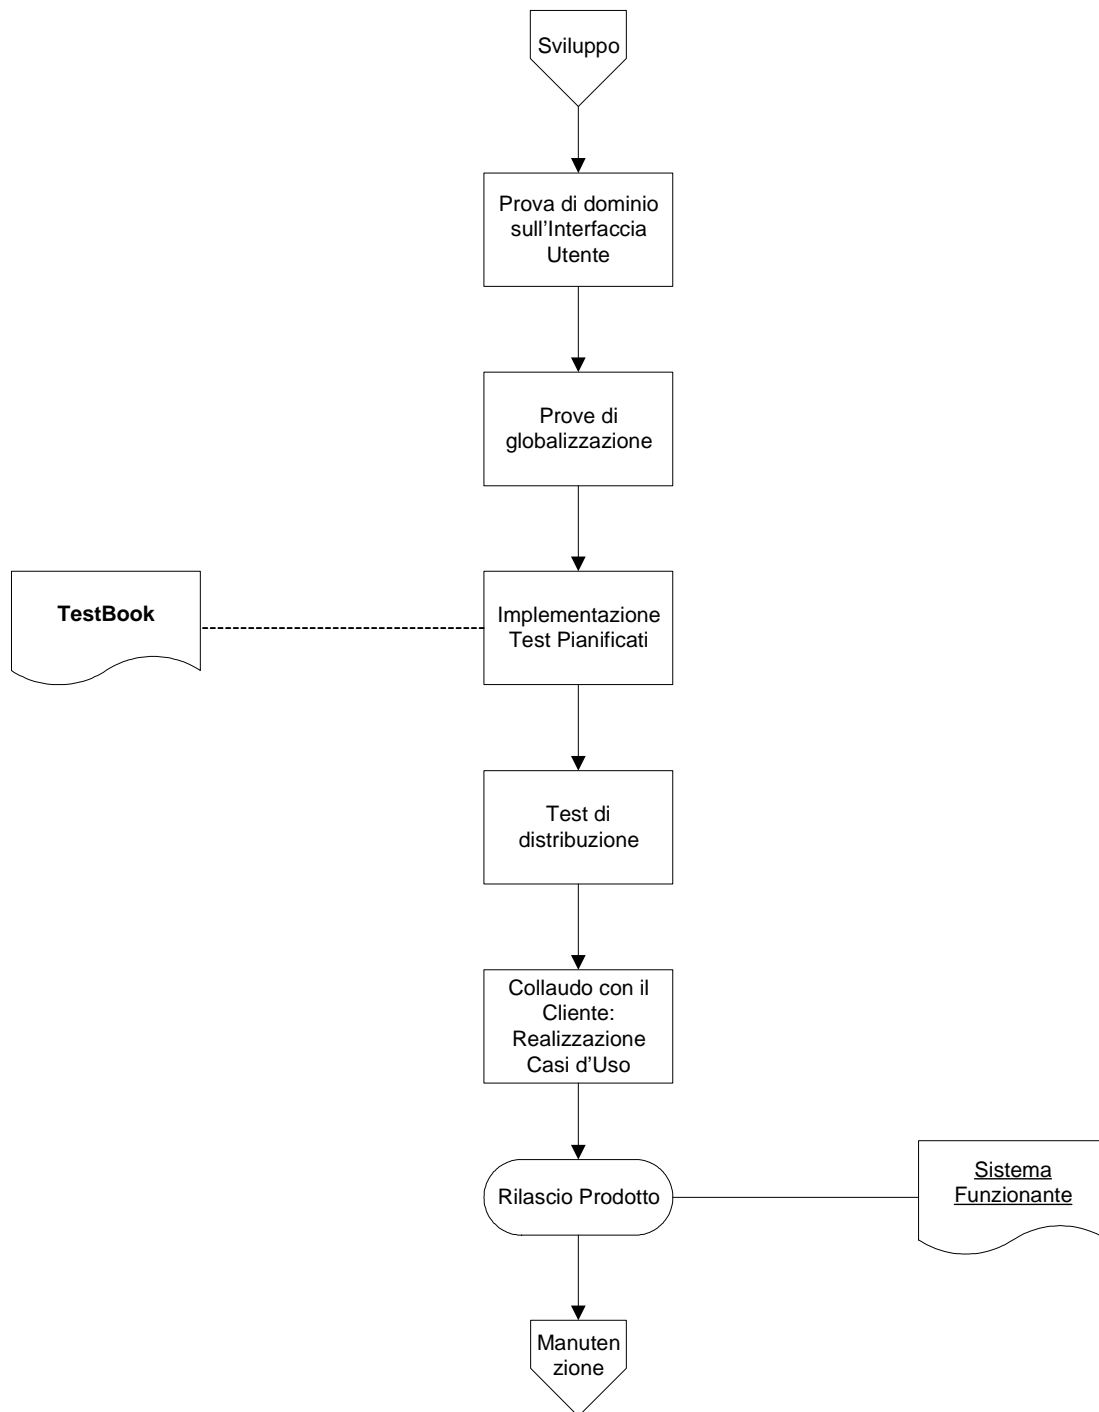 Sviluppo
Prova di dominio
sull'Interfaccia
Utente
Prove di
globalizzazione
TestBook
Implementazione
Test Pianificati
Test di
distribuzione
Collaudo con il
Cliente:
Realizzazione
Casi d'Uso
Rilascio Prodotto
Sistema
Funzionante
Manuten
zione